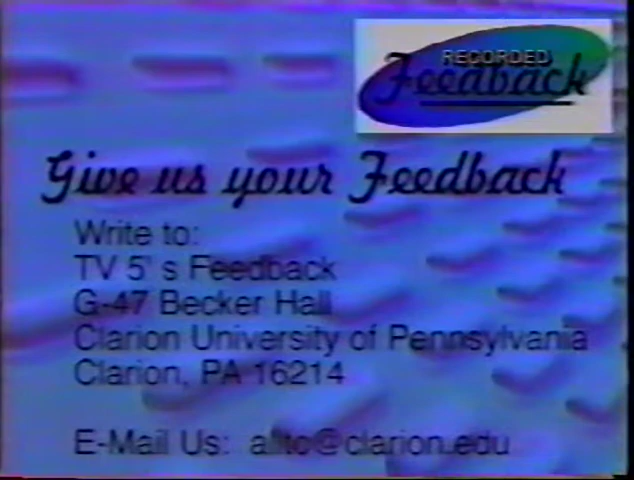 RECORDED
Feedback
Give us your Feedback
Write to:
TV 5' s Feedback
G-47 Becker Hall
Clarion University of Pennsylvania
Clarion, PA 16214
E-Mail Us: